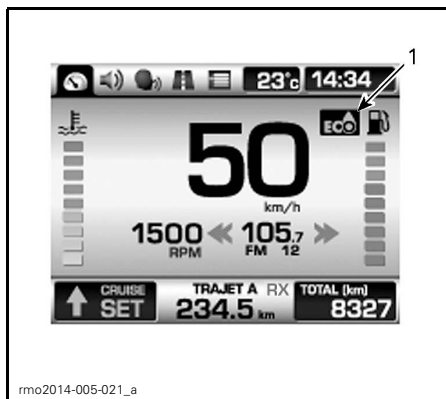 1
23°c 14:34
ECO
50
km/h
1500 RPM
105.7 FM 12
CRUISE SET
TRAJET A RX
234.5 km
TOTAL [km]
8327
rmo2014-005-021_a